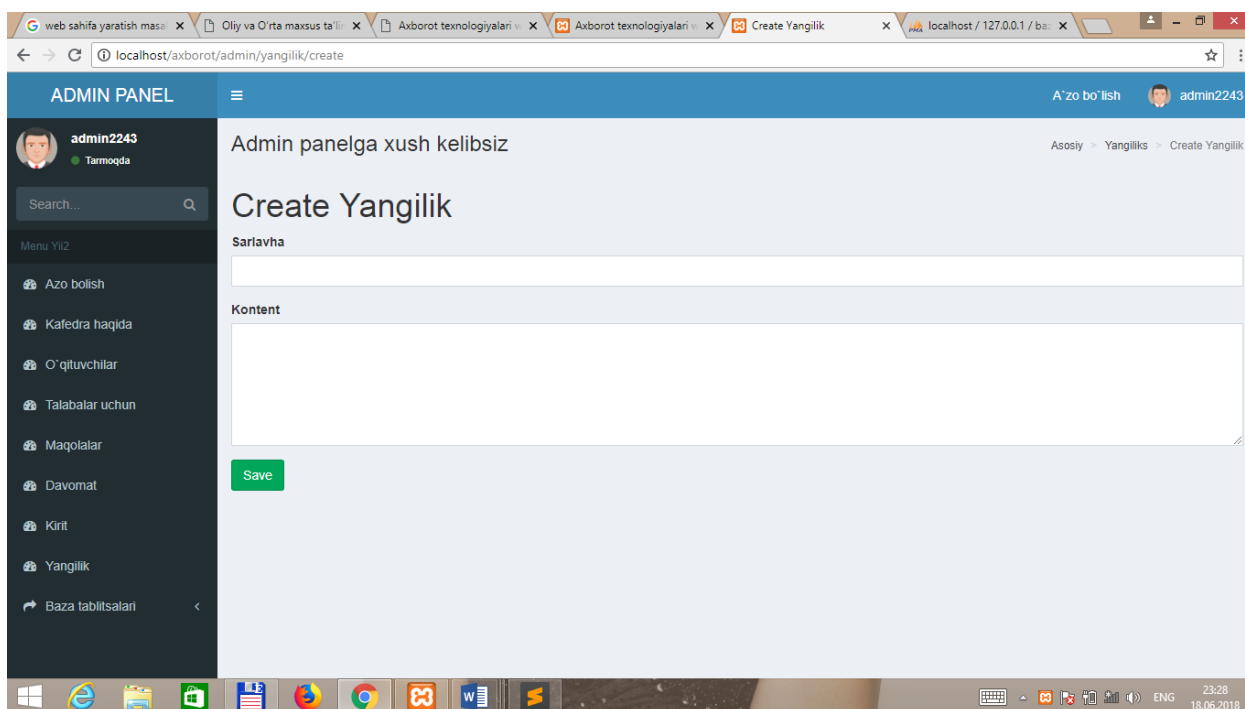 web sahifa yaratish masa
Oliy va O'rta maxsus ta'lim
Axborot texnologiyalari v
Axborot texnologiyalari v
Create Yangilik
localhost / 127.0.0.1 / baz
localhost/axborot/admin/yangilik/create
ADMIN PANEL
A`zo bo`lish
admin2243
admin2243
Tarmoqda
Admin panelga xush kelibsiz
Asosiy > Yangiliks > Create Yangilik
Search...
Create Yangilik
Menu Yii2
Sarlavha
Azo bolish
Kontent
Kafedra haqida
O`qituvchilar
Talabalar uchun
Maqolalar
Davomat
Save
Kirit
Yangilik
Baza tablitsalari
ENG
23:28
18.06.2018